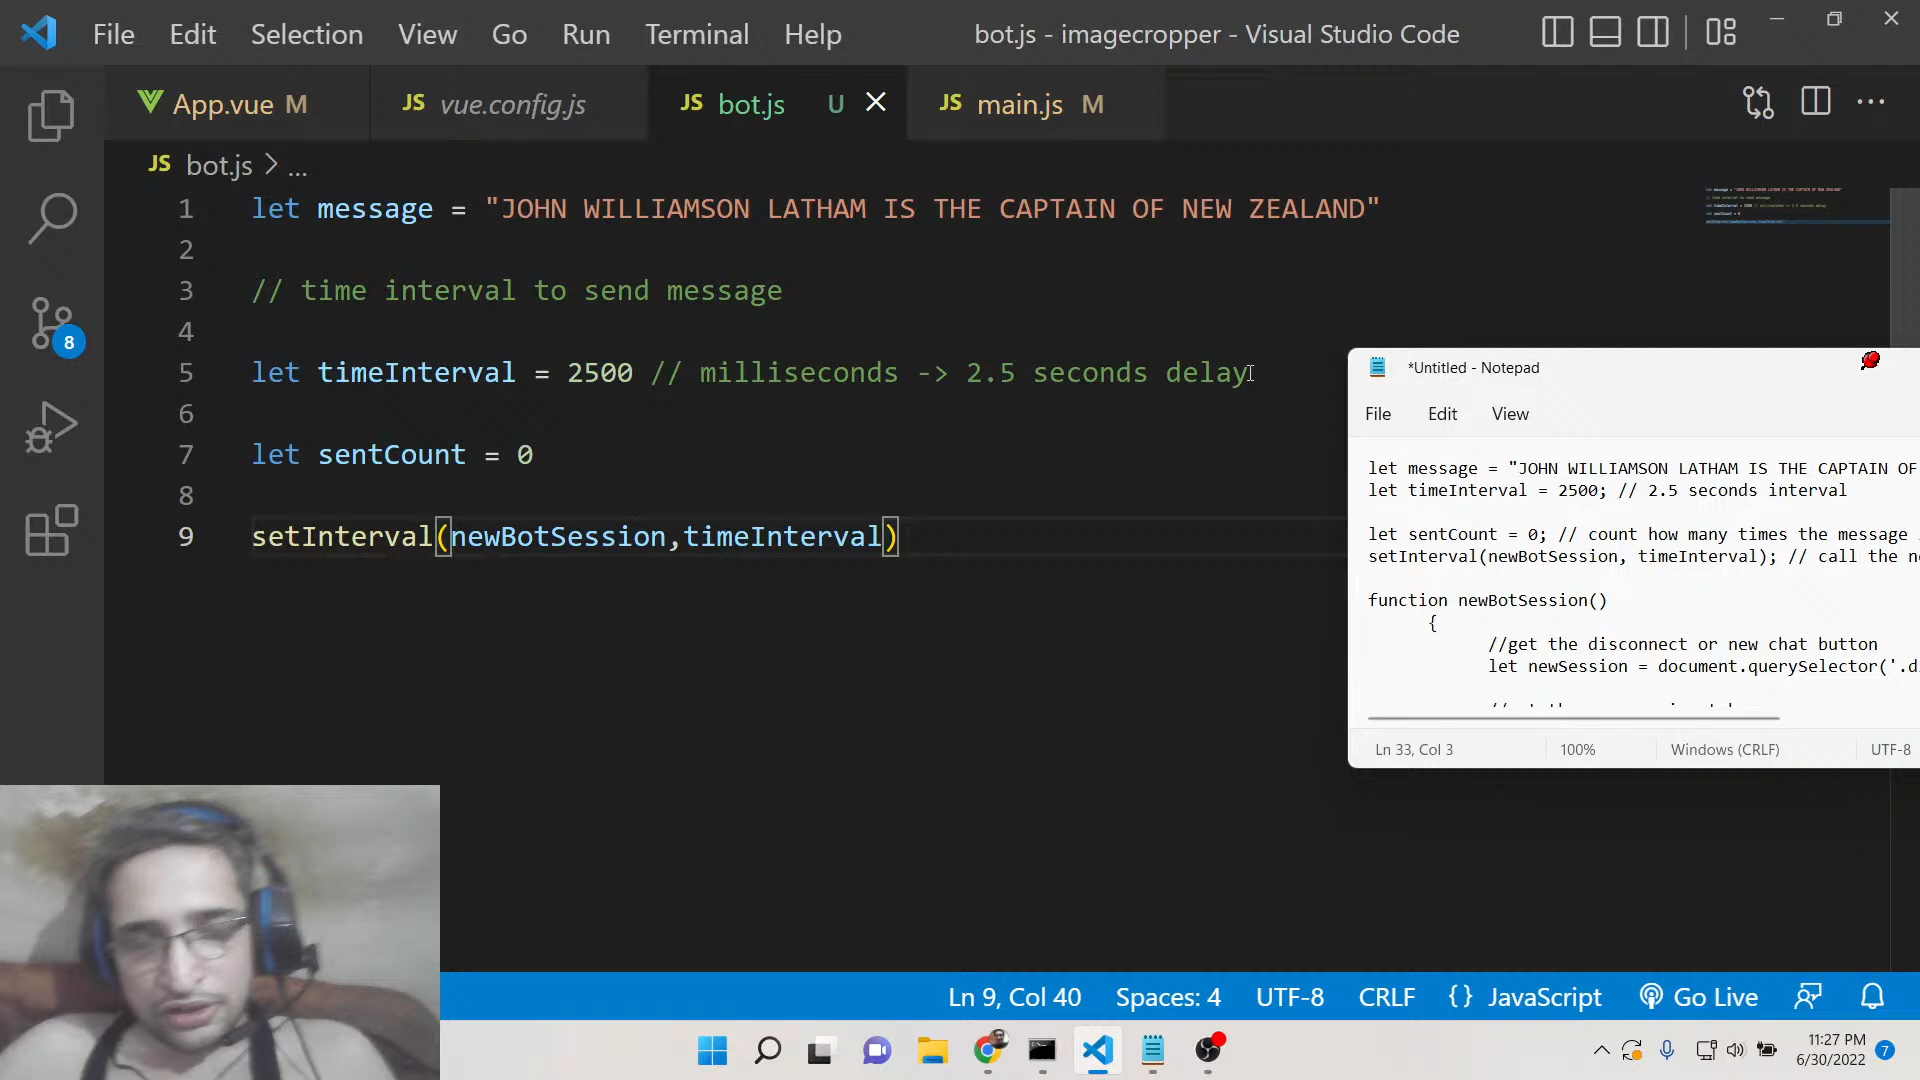 File Edit Selection View Go Run Terminal Help bot.js - imagecropper - Visual Studio Code
App.vue M JS vue.config.js JS bot.js U JS main.js M
JS bot.js > ...
1 let message = "JOHN WILLIAMSON LATHAM IS THE CAPTAIN OF NEW ZEALAND"
2
3 // time interval to send message
4
5 let timeInterval = 2500 // milliseconds -> 2.5 seconds delay
6
7 let sentCount = 0
8
9 setInterval(newBotSession,timeInterval)
8
*Untitled - Notepad
File Edit View
let message = "JOHN WILLIAMSON LATHAM IS THE CAPTAIN OF
let timeInterval = 2500; // 2.5 seconds interval
let sentCount = 0; // count how many times the message
setInterval(newBotSession, timeInterval); // call the
function newBotSession()
{
//get the disconnect or new chat button
let newSession = document.querySelector('.d
Ln 33, Col 3 100% Windows (CRLF) UTF-8
Ln 9, Col 40 Spaces: 4 UTF-8 CRLF {} JavaScript Go Live
11:27 PM
6/30/2022 7